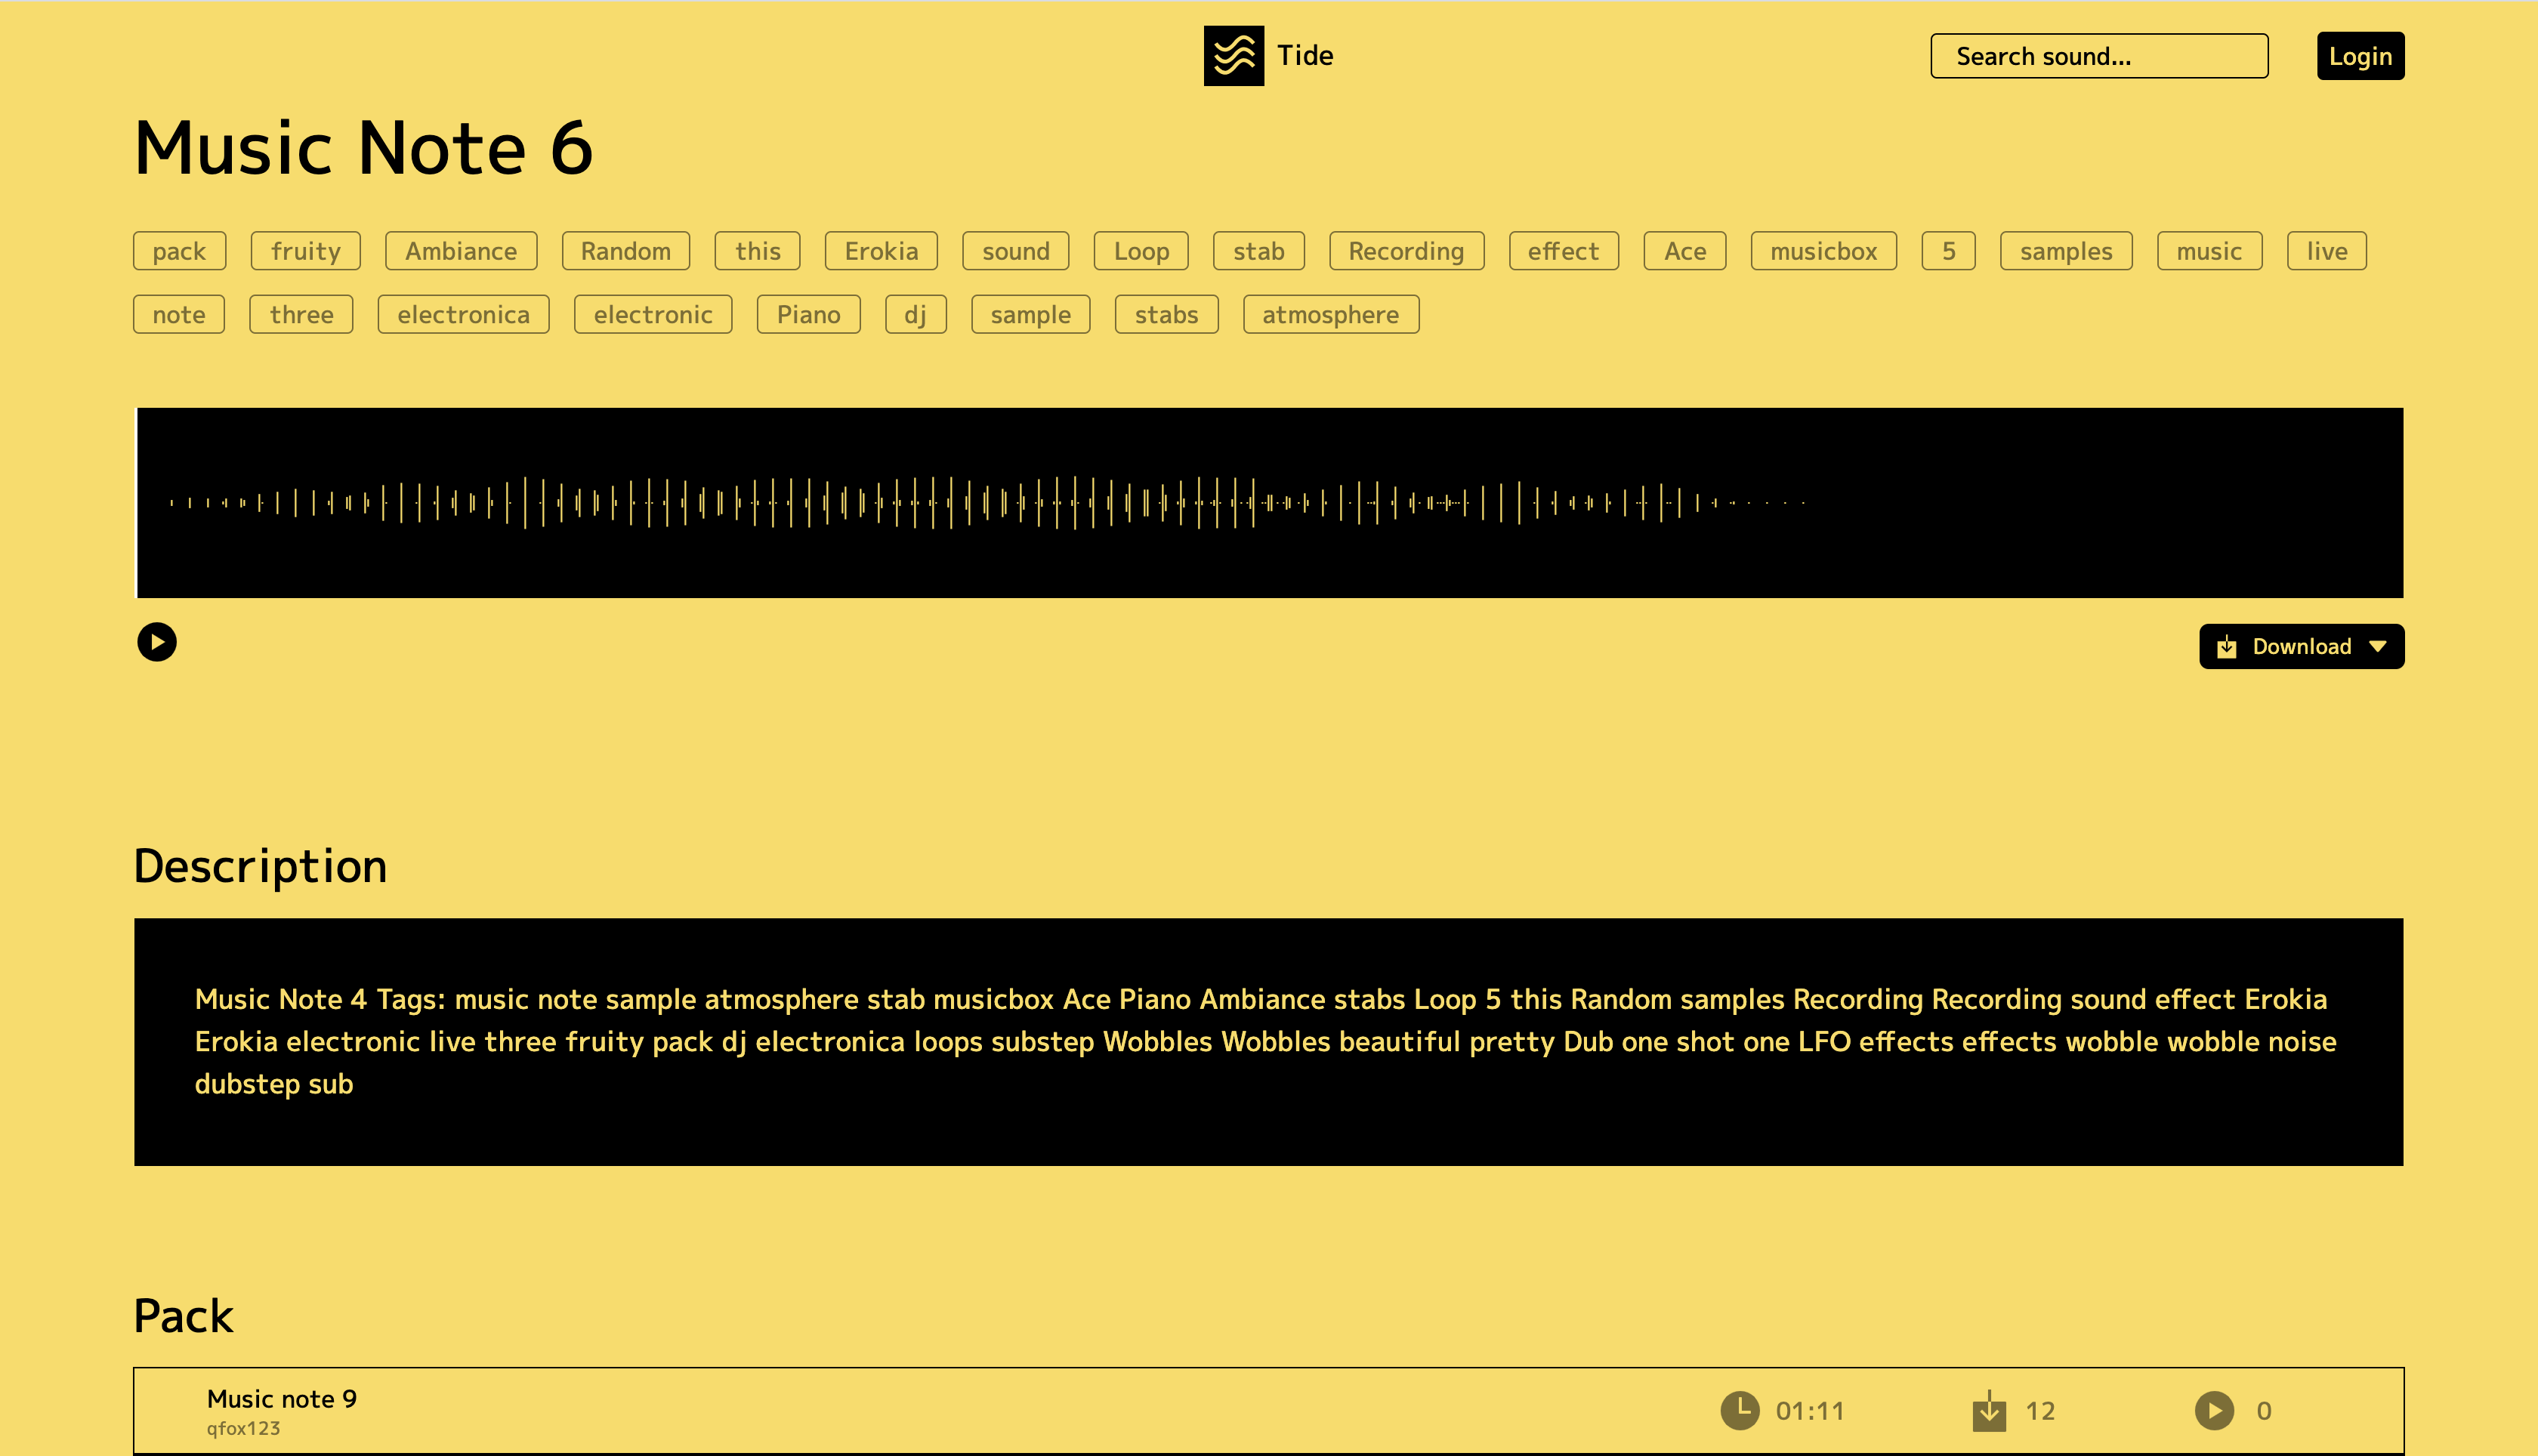 Tide
Search sound...
Login
Music Note 6
pack fruity Ambiance Random this Erokia sound Loop stab Recording effect Ace musicbox 5 samples music live
note three electronica electronic Piano dj sample stabs atmosphere
Download
Description
Music Note 4 Tags: music note sample atmosphere stab musicbox Ace Piano Ambiance stabs Loop 5 this Random samples Recording Recording sound effect Erokia
Erokia electronic live three fruity pack dj electronica loops substep Wobbles Wobbles beautiful pretty Dub one shot one LFO effects effects wobble wobble noise
dubstep sub
Pack
Music note 9
qfox123
01:11 12 0